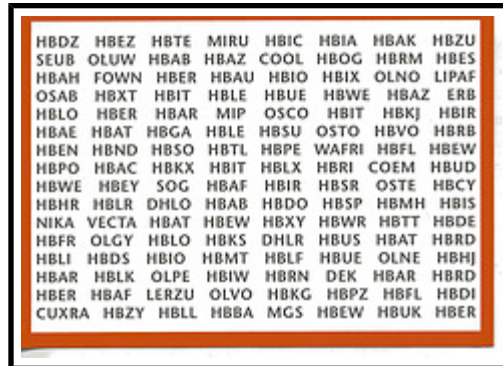 HBDZ HBEZ HBTE MIRU HBIC HBIA HBAK HBZU
SEUB OLUW HBAB HBAZ COOL HBOG HBRM HBES
HBAH FOWN HBER HBAU HBIO HBIX OLNO LIPAF
OSAB HBXT HBIT HBLE HBUE HBWE HBAZ ERB
HBLO HBER HBAR MIP OSCO HBIT HBKJ HBIR
HBAE HBAT HBGA HBLE HBSU OSTO HBVO HBRB
HBEN HBND HBSO HBTL HBPE WAFRI HBFL HBEW
HBPO HBAC HBKX HBIT HBLX HBRI COEM HBUD
HBWE HBEY SOG HBAF HBIR HBSR OSTE HBCY
HBHR HBLR DHLO HBAB HBDO HBSP HBMH HBIS
NIKA VECTA HBAT HBEW HBXY HBWR HBTT HBDE
HBFR OLGY HBLO HBKS DHLR HBUS HBAT HBRD
HBLI HBDS HBIO HBMT HBLF HBUE OLNE HBHJ
HBAR HBLK OLPE HBIW HBRN DEK HBAR HBRD
HBER HBAF LERZU OLVO HBKG HBPZ HBFL HBDI
CUXRA HBZY HBLL HBBA MGS HBEW HBUK HBER